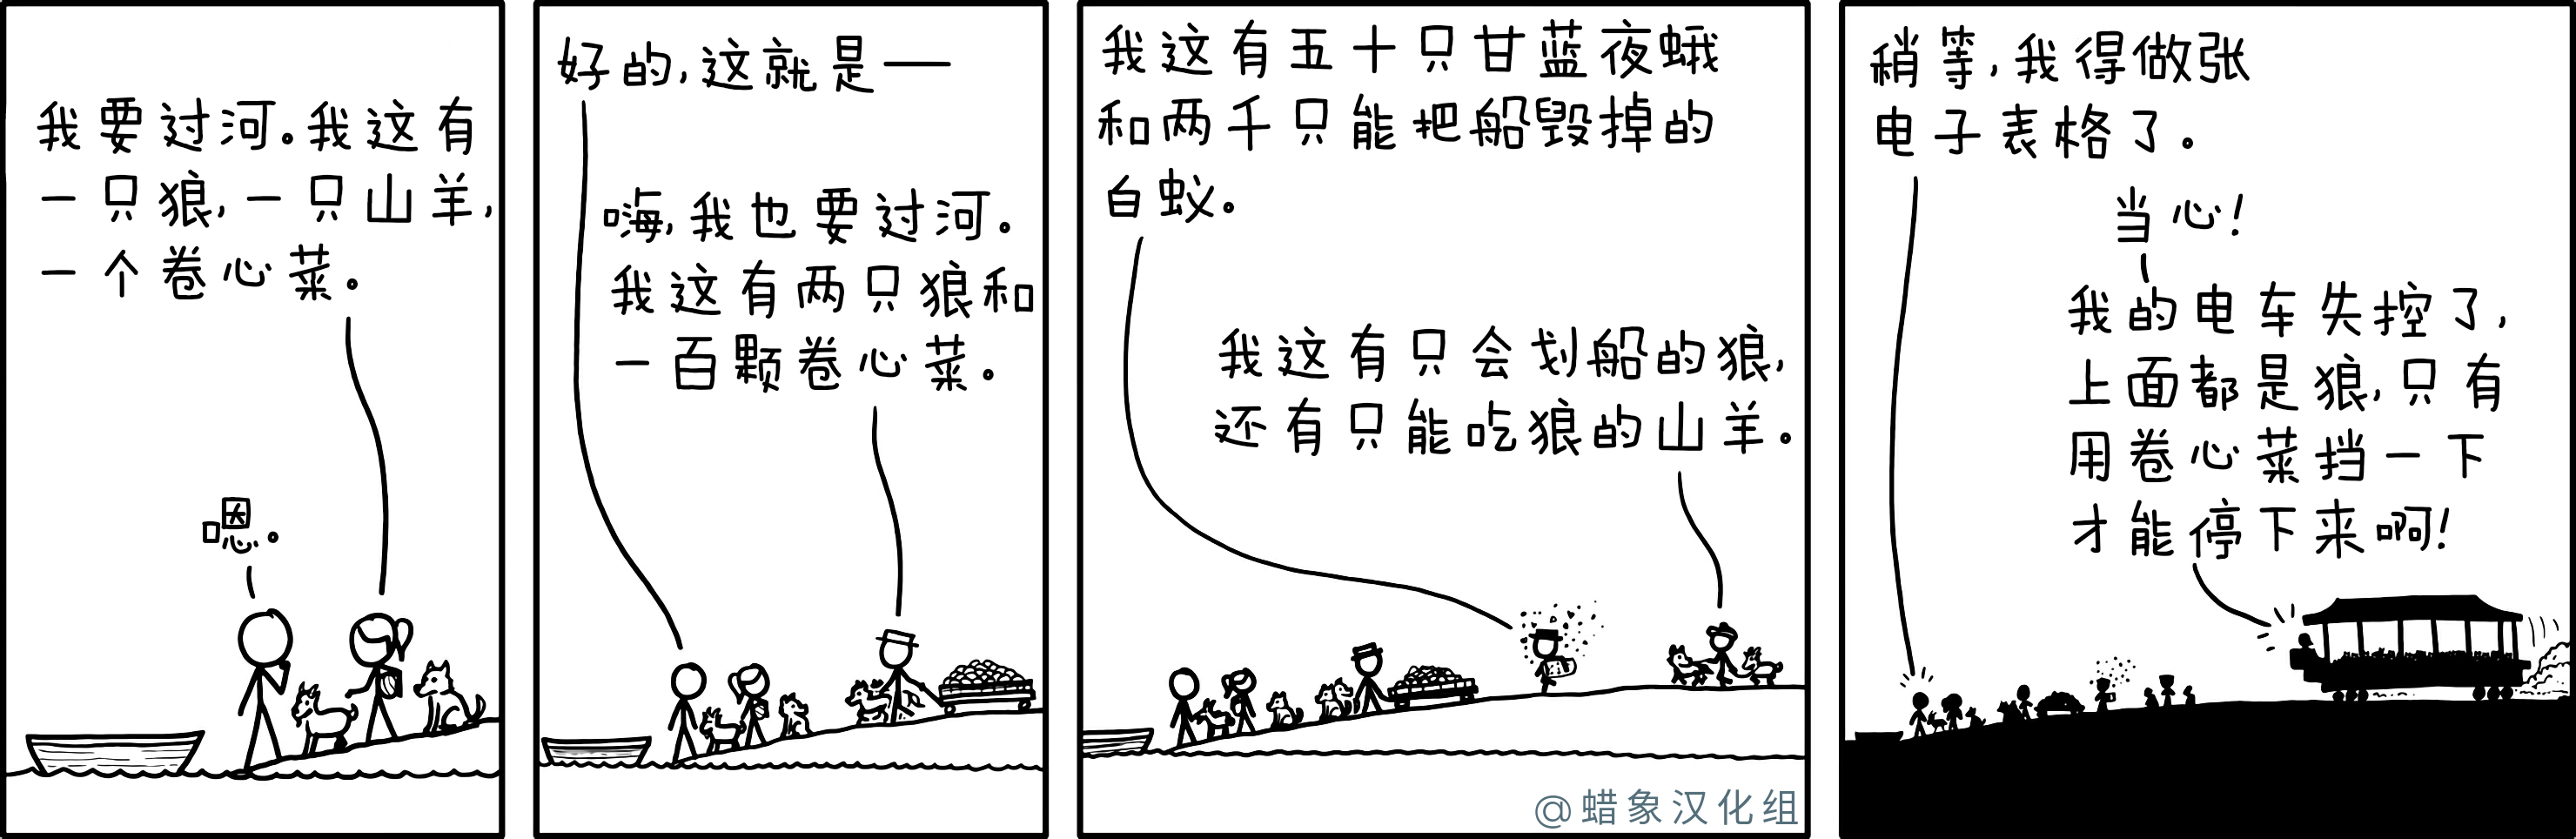 我要过河。我这有
一只狼,一只山羊,
一个卷心菜。
嗯。
好的,这就是——
嗨,我也要过河。
我这有两只狼和
一百颗卷心菜。
我这有五十只甘蓝夜蛾
和两千只能把船毁掉的
白蚁。
我这有只会划船的狼,
还有只能吃狼的山羊。
稍等,我得做张
电子表格了。
当心!
我的电车失控了,
上面都是狼,只有
用卷心菜挡一下
才能停下来啊!
@蜡象汉化组